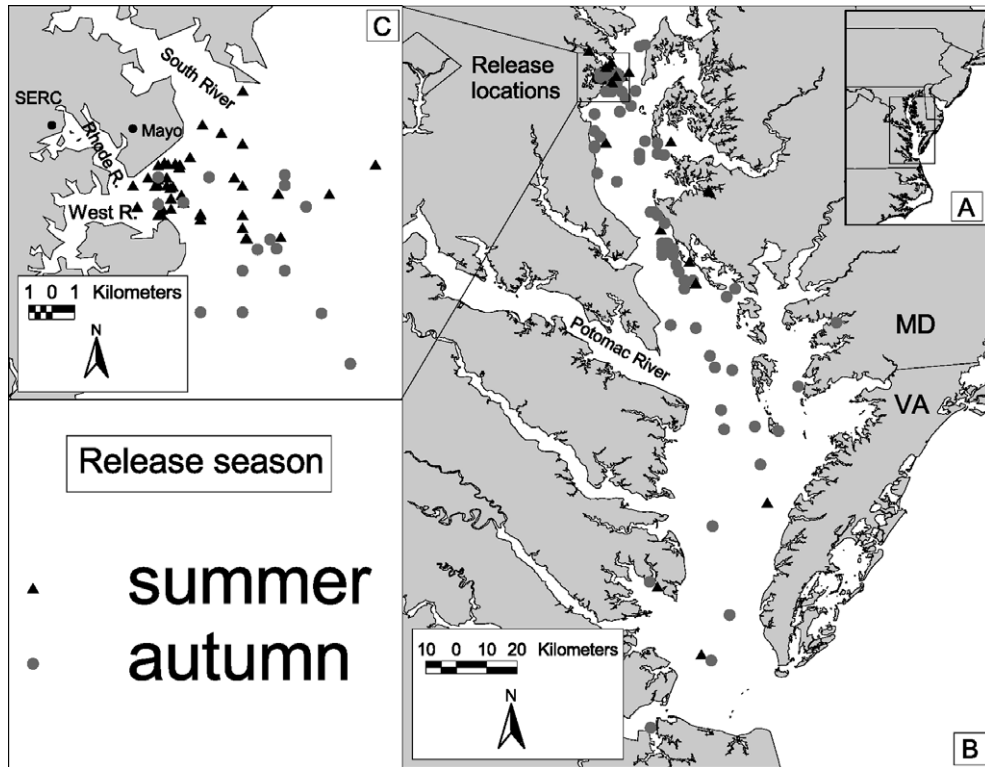 C
South River
SERC
Mayo
Rhode R.
West R.
1 0 1 Kilometers
N
Release
locations
A
MD
VA
Potomac River
Release season
summer
autumn
10 0 10 20 Kilometers
N
B